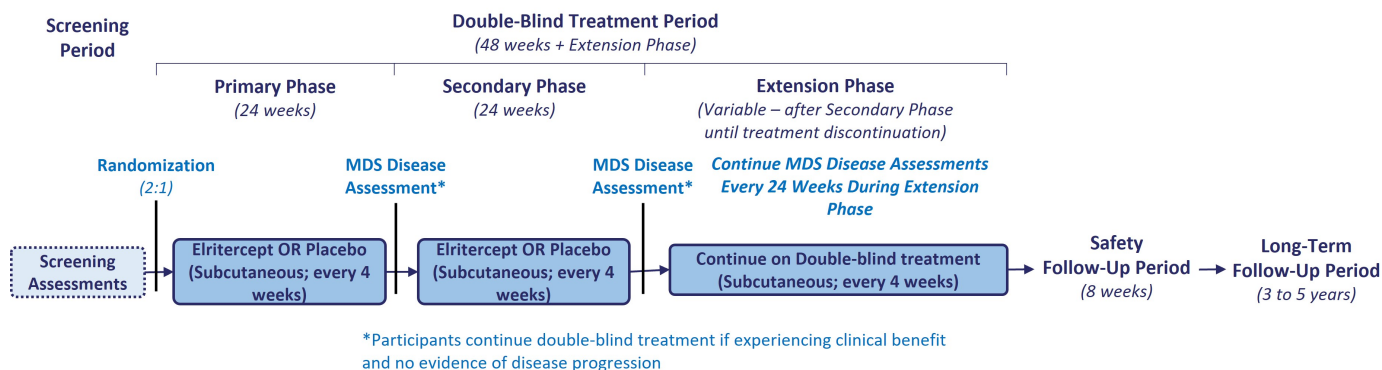 Screening
Period
Double-Blind Treatment Period
(48 weeks + Extension Phase)
Primary Phase
(24 weeks)
Secondary Phase
(24 weeks)
Extension Phase
(Variable – after Secondary Phase
until treatment discontinuation)
Randomization
(2:1)
MDS Disease
Assessment*
MDS Disease
Assessment*
Continue MDS Disease Assessments
Every 24 Weeks During Extension
Phase
Screening
Assessments
Elritercept OR Placebo
(Subcutaneous; every 4
weeks)
Elritercept OR Placebo
(Subcutaneous; every 4
weeks)
Continue on Double-blind treatment
(Subcutaneous; every 4 weeks)
Safety
Follow-Up Period
(8 weeks)
Long-Term
Follow-Up Period
(3 to 5 years)
*Participants continue double-blind treatment if experiencing clinical benefit
and no evidence of disease progression